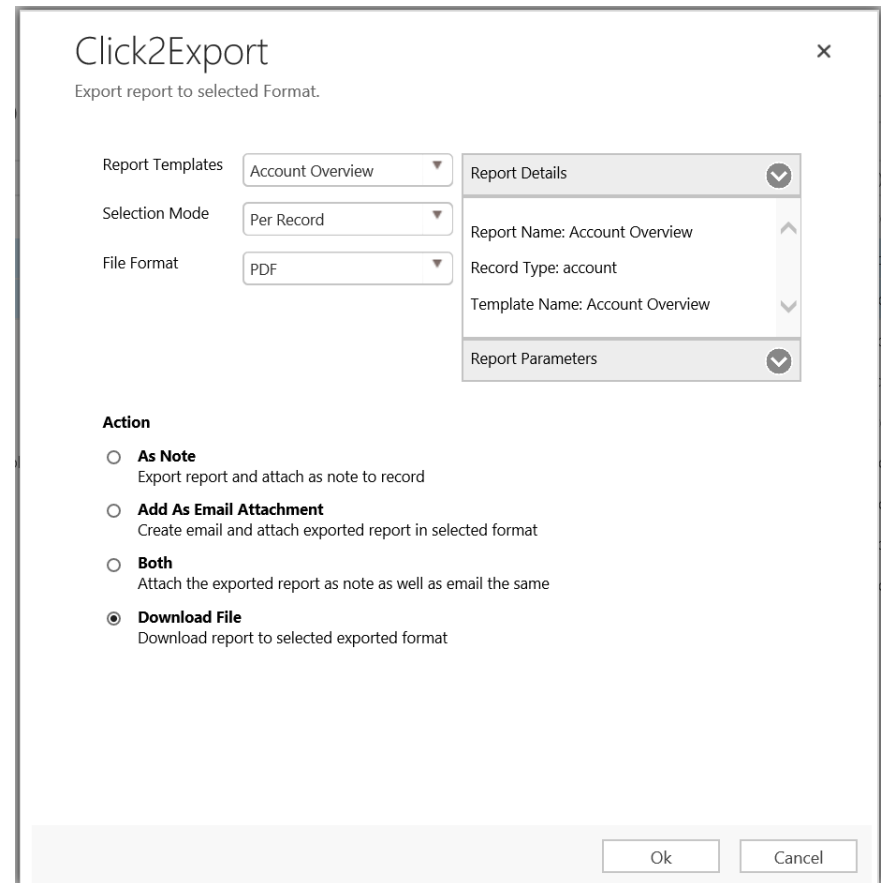 Click2Export
Export report to selected Format.
Report Templates
Account Overview
Selection Mode
Per Record
File Format
PDF
Report Details
Report Name: Account Overview
Record Type: account
Template Name: Account Overview
Report Parameters
Action
As Note
Export report and attach as note to record
Add As Email Attachment
Create email and attach exported report in selected format
Both
Attach the exported report as note as well as email the same
Download File
Download report to selected exported format
Ok
Cancel